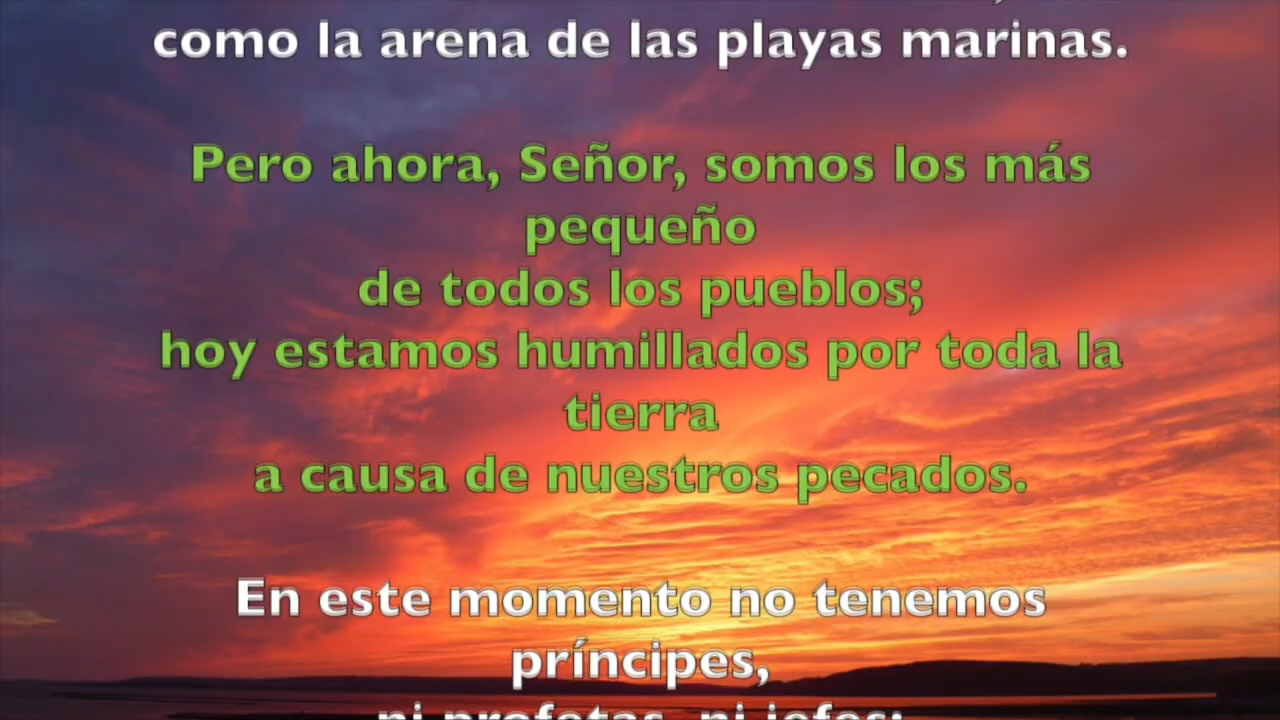 como la arena de las playas marinas.
Pero ahora, Señor, somos los más
pequeño
de todos los pueblos;
hoy estamos humillados por toda la
tierra
a causa de nuestros pecados.
En este momento no tenemos
príncipes,
ni profetas, ni jefes;